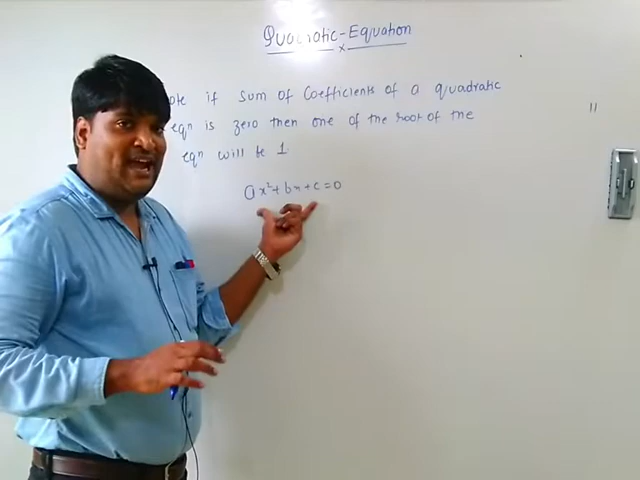 Quadratic-Equation
x
if sum of Coefficients of a quadratic
eqn is zero then one of the root of the
eqn will be 1
ax²+bx+c=0
11